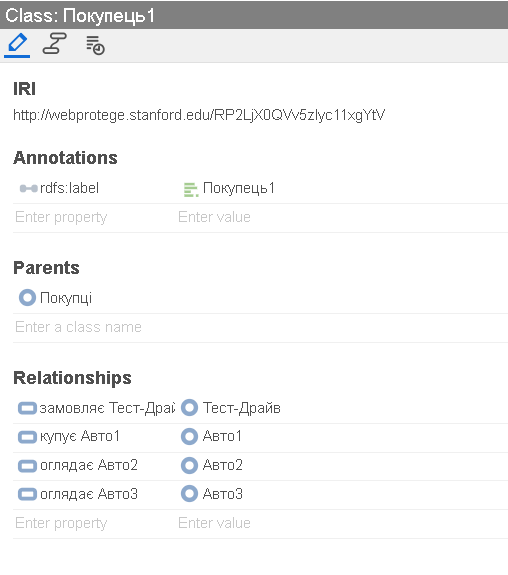 Class: Покупець1
IRI
http://webprotege.stanford.edu/RP2LjX0QVv5zlyc11xgYtV
Annotations
rdfs:label Покупець1
Enter property Enter value
Parents
Покупці
Enter a class name
Relationships
замовляє Тест-Драй Тест-Драйв
купує Авто1 Авто1
оглядає Авто2 Авто2
оглядає Авто3 Авто3
Enter property Enter value